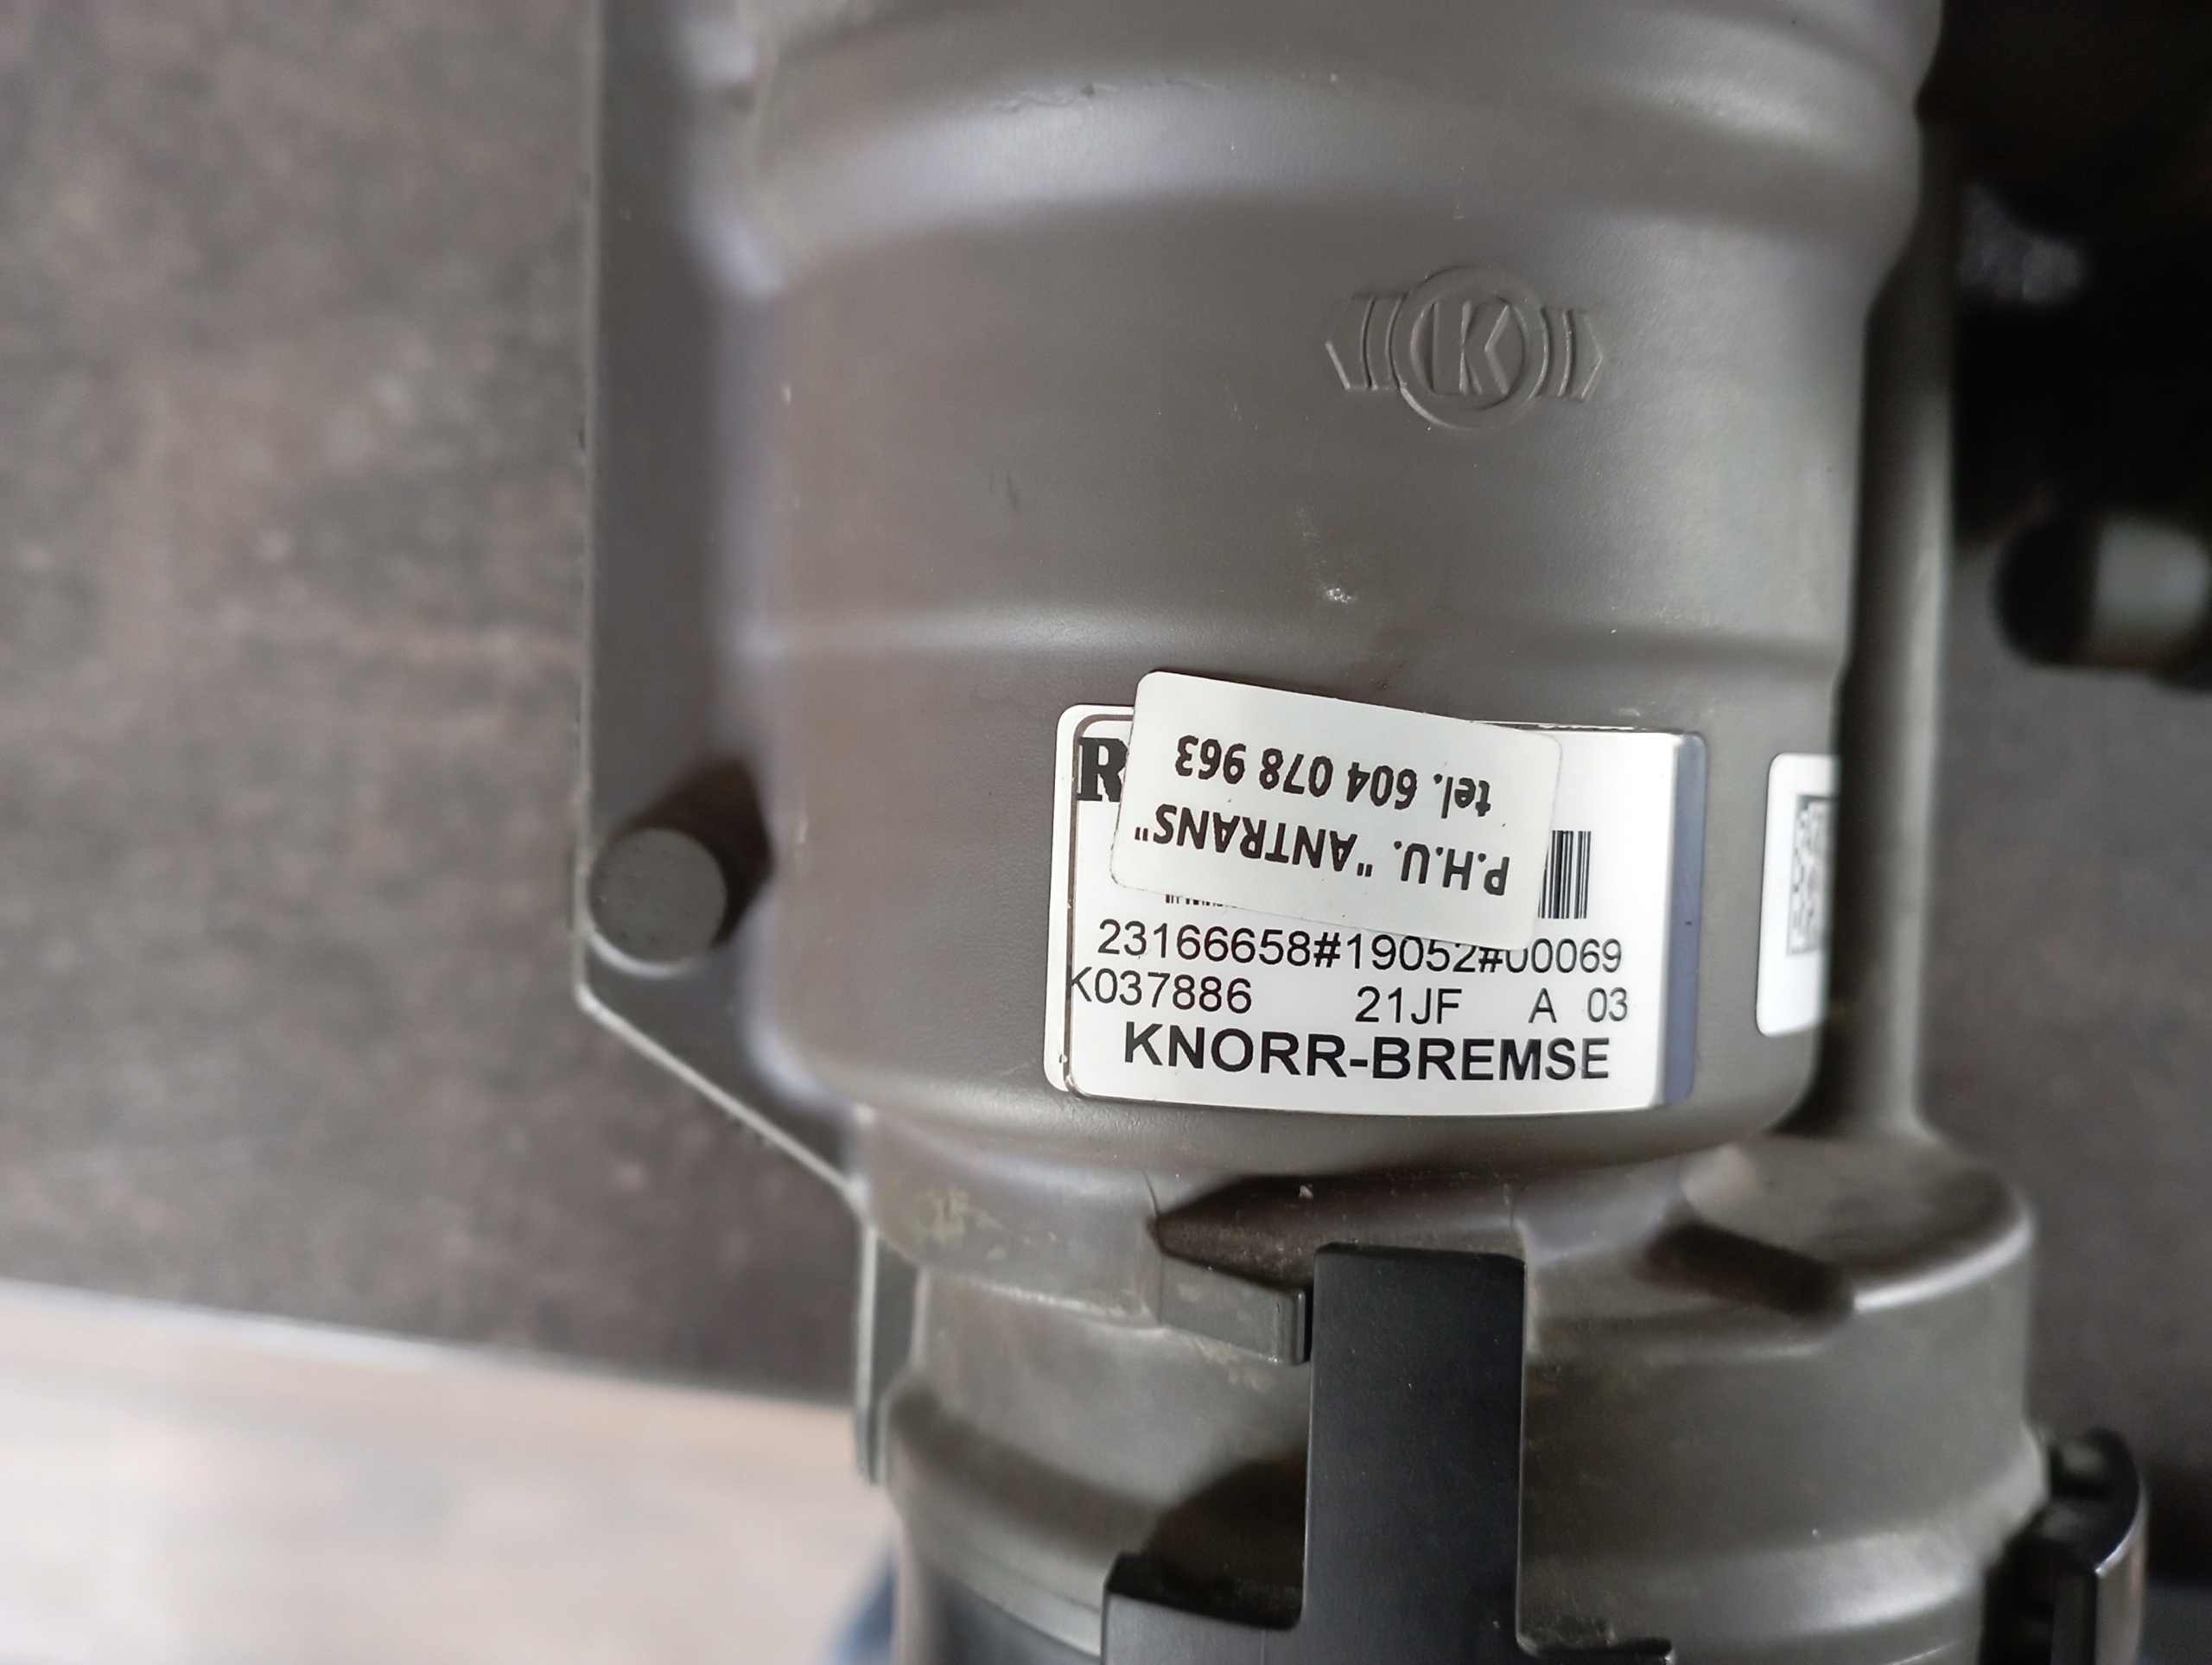 K
R
P.H.U. "ANTRANS"
tel. 604 078 963
23166658#19052#00069
K037886 21JF A 03
KNORR-BREMSE